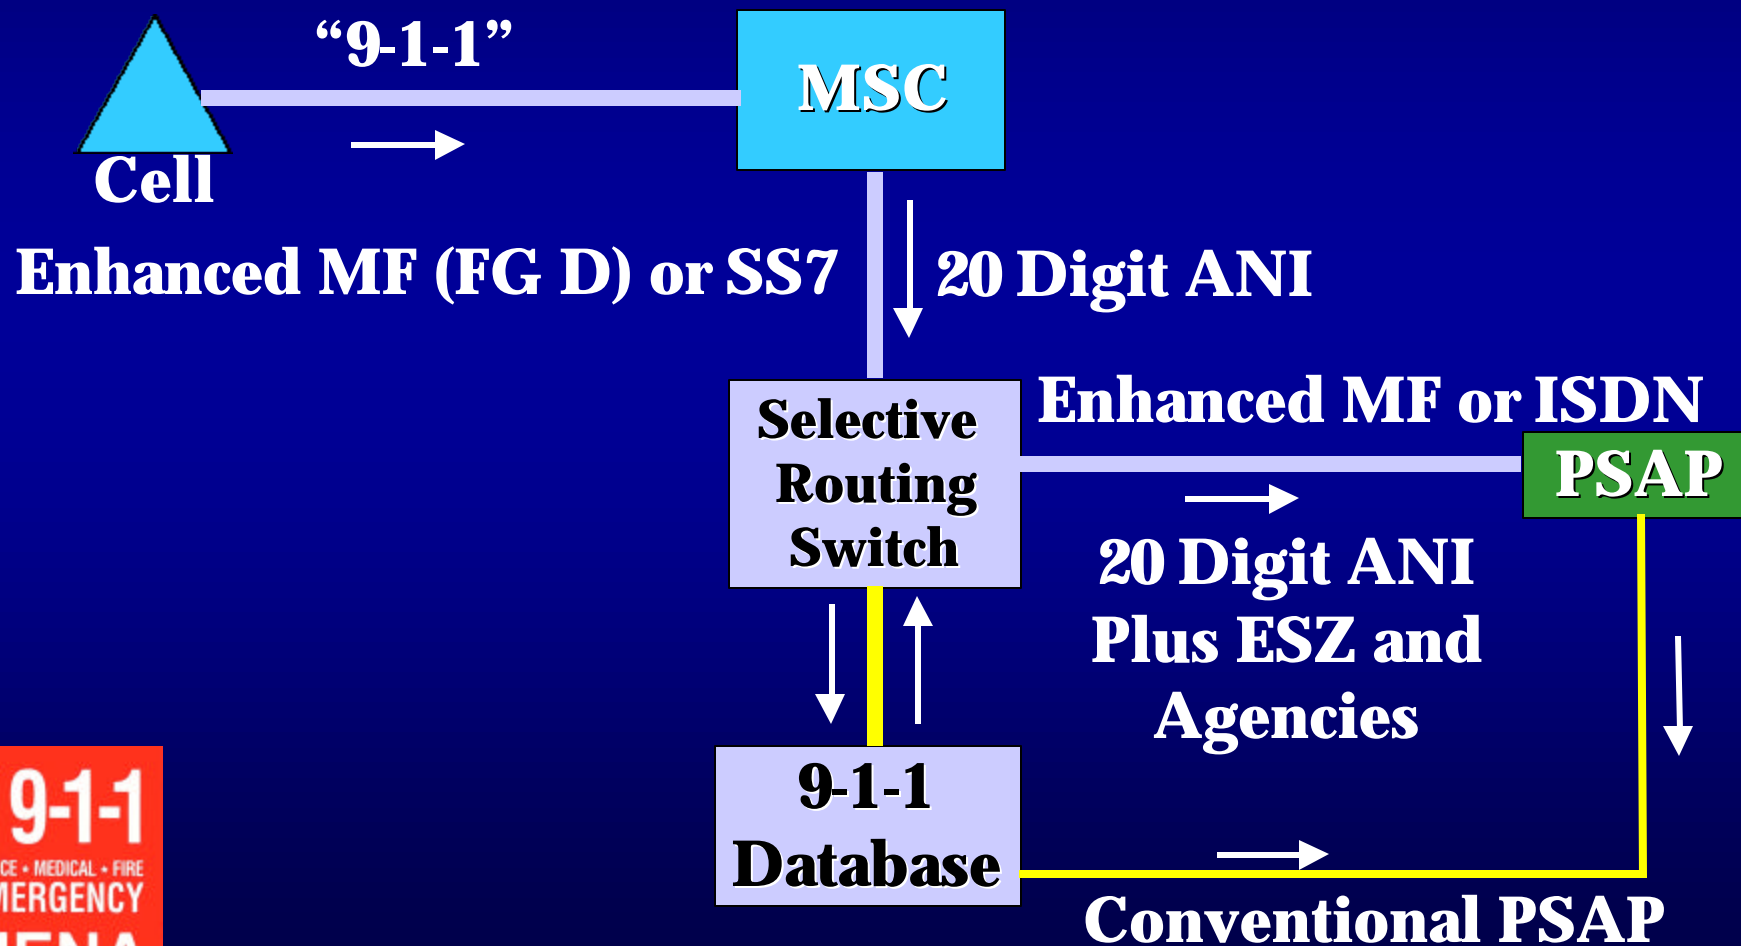 “9-1-1”
MSC
Cell
Enhanced MF (FG D) or SS7
20 Digit ANI
Enhanced MF or ISDN
Selective
Routing
Switch
PSAP
20 Digit ANI
Plus ESZ and
Agencies
9-1-1
Database
Conventional PSAP
9-1-1
MEDICAL • FIRE